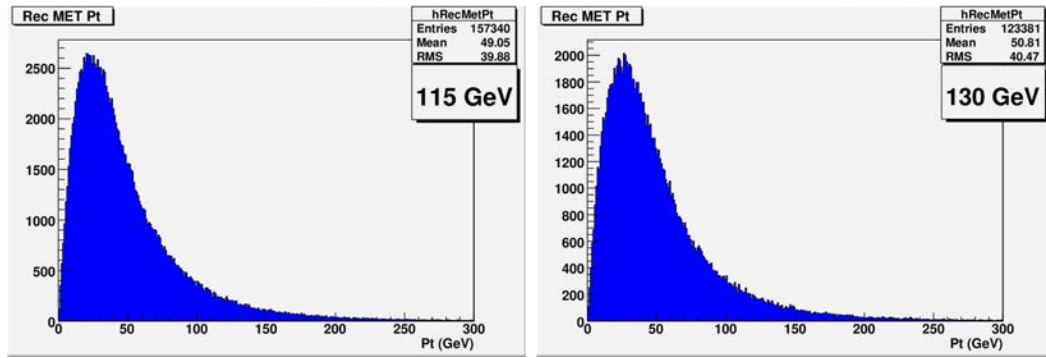 Rec MET Pt
hRecMetPt
Entries 157340
Mean 49.05
RMS 39.88
115 GeV
2500
2000
1500
1000
500
0
0 50 100 150 200 250 300
Pt (GeV)
Rec MET Pt
hRecMetPt
Entries 123381
Mean 50.81
RMS 40.47
130 GeV
2000
1800
1600
1400
1200
1000
800
600
400
200
0
0 50 100 150 200 250 300
Pt (GeV)